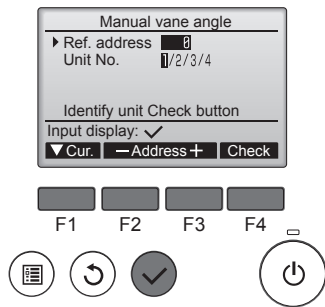 Manual vane angle
Ref. address 0
Unit No. 1/2/3/4
Identify unit Check button
Input display: ✓
▼Cur. −Address+ Check
F1 F2 F3 F4